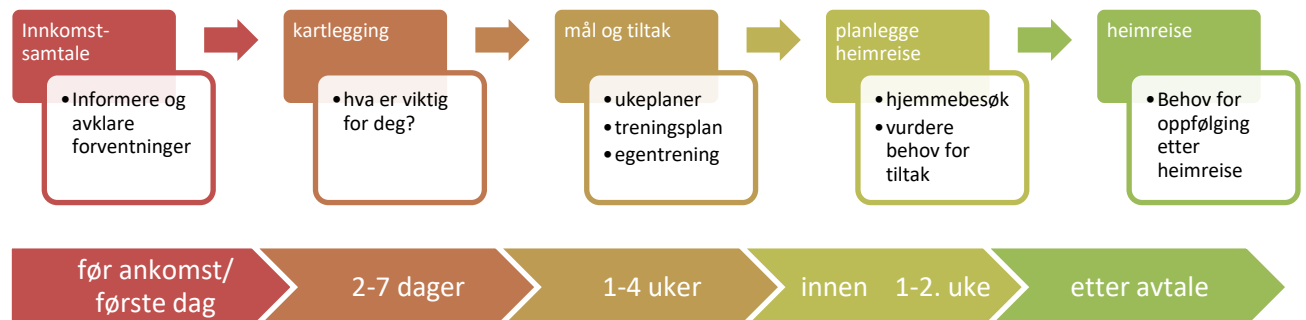 Innkomst-
samtale
• Informere og
avklare
forventninger
kartlegging
• hva er viktig
for deg?
mål og tiltak
• ukeplaner
• treningsplan
• egentrening
planlegge
heimreise
• hjemmebesøk
• vurdere
behov for
tiltak
heimreise
• Behov for
oppfølging
etter
heimreise
før ankomst/
første dag
2-7 dager
1-4 uker
innen 1-2. uke
etter avtale